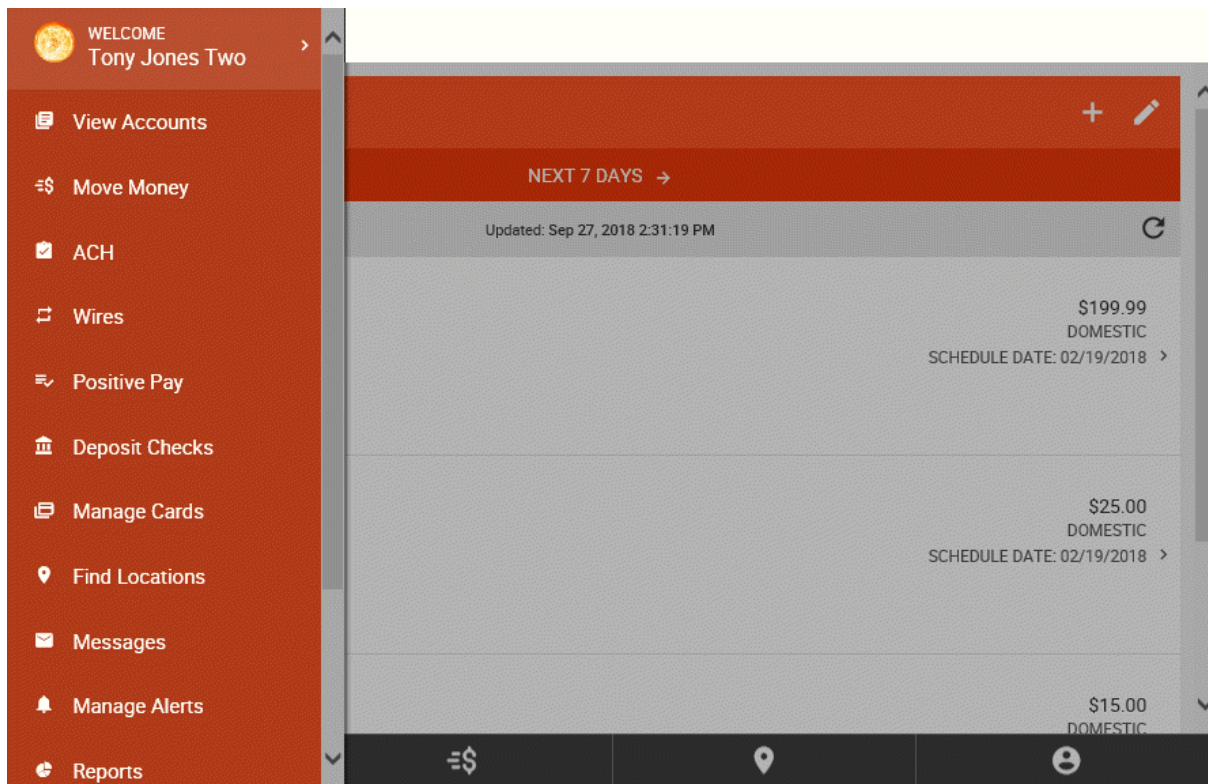 WELCOME
Tony Jones Two
View Accounts
Move Money
ACH
Wires
Positive Pay
Deposit Checks
Manage Cards
Find Locations
Messages
Manage Alerts
Reports
NEXT 7 DAYS →
Updated: Sep 27, 2018 2:31:19 PM
$199.99
DOMESTIC
SCHEDULE DATE: 02/19/2018 >
$25.00
DOMESTIC
SCHEDULE DATE: 02/19/2018 >
$15.00
DOMESTIC